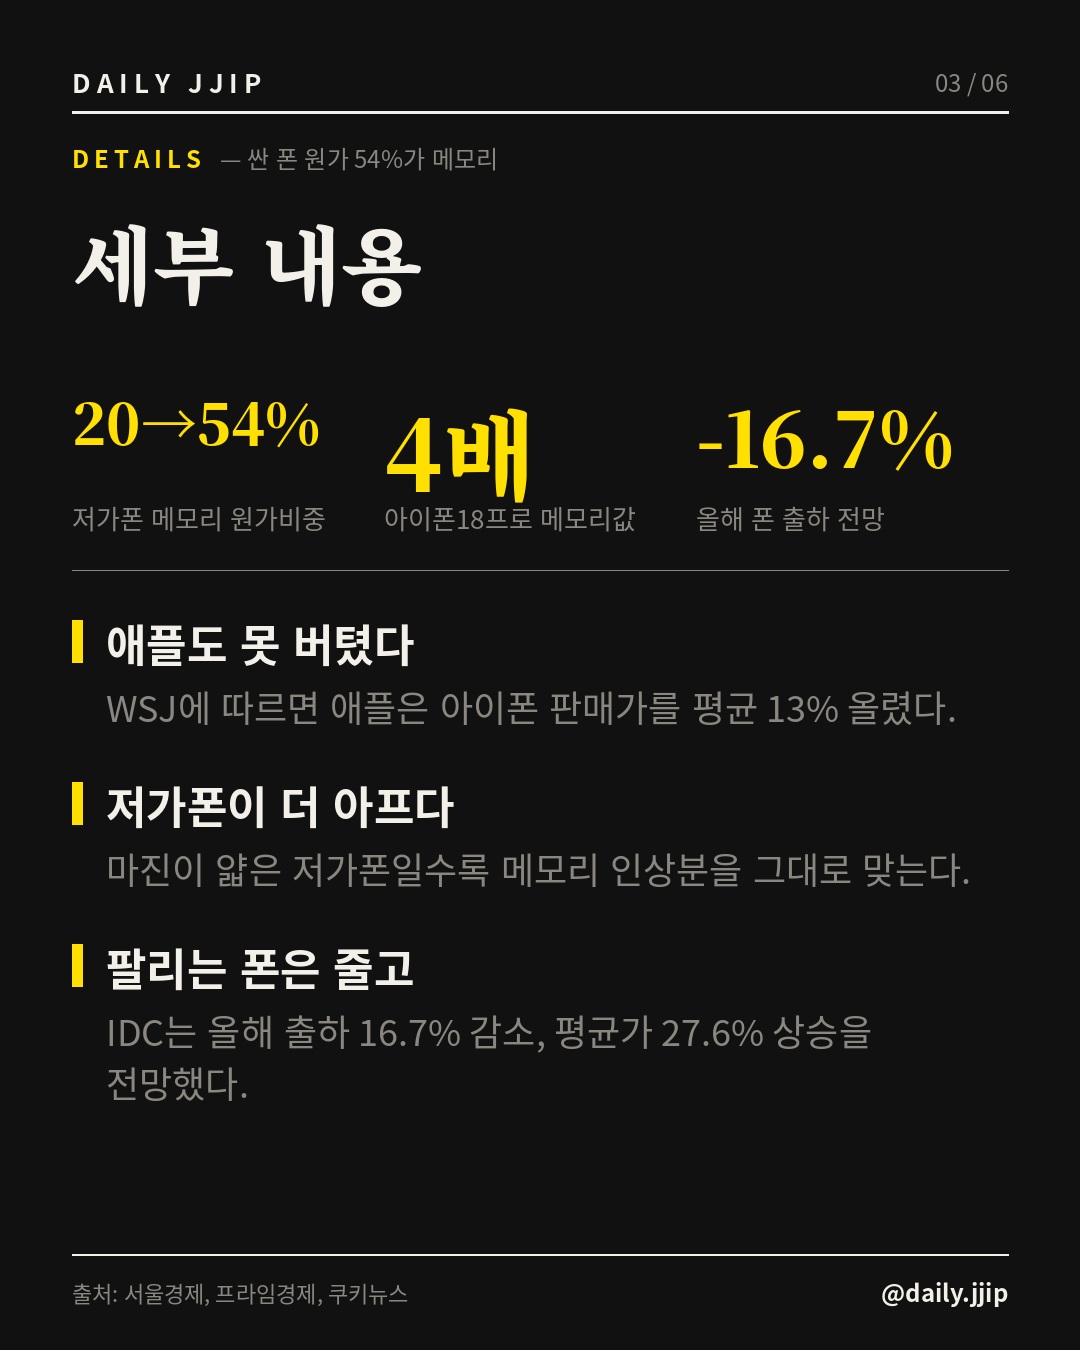 DAILY JJIP
03 / 06
DETAILS — 싼 폰 원가 54%가 메모리
세부 내용
20→54%
4배
-16.7%
저가폰 메모리 원가비중
아이폰18프로 메모리값
올해 폰 출하 전망
애플도 못 버텼다
WSJ에 따르면 애플은 아이폰 판매가를 평균 13% 올렸다.
저가폰이 더 아프다
마진이 얇은 저가폰일수록 메모리 인상분을 그대로 맞는다.
팔리는 폰은 줄고
IDC는 올해 출하 16.7% 감소, 평균가 27.6% 상승을
전망했다.
출처: 서울경제, 프라임경제, 쿠키뉴스
@daily.jjip